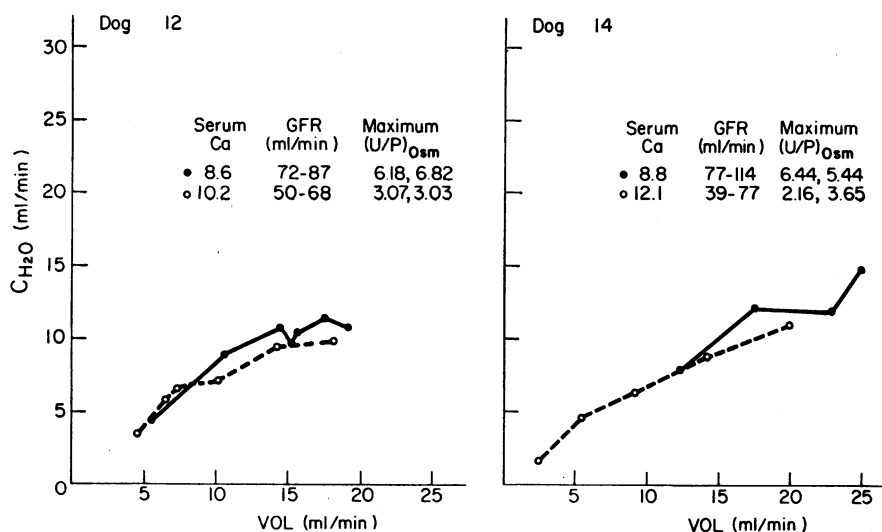 Dog 12
Serum GFR Maximum
Ca (ml/min) (U/P)Osm
8.6 72-87 6.18, 6.82
10.2 50-68 3.07, 3.03
Dog 14
Serum GFR Maximum
Ca (ml/min) (U/P)Osm
8.8 77-114 6.44, 5.44
12.1 39-77 2.16, 3.65
CH2O (ml/min)
30
25
20
15
10
5
0
5 10 15 20 25
VOL (ml/min)
5 10 15 20 25
VOL (ml/min)